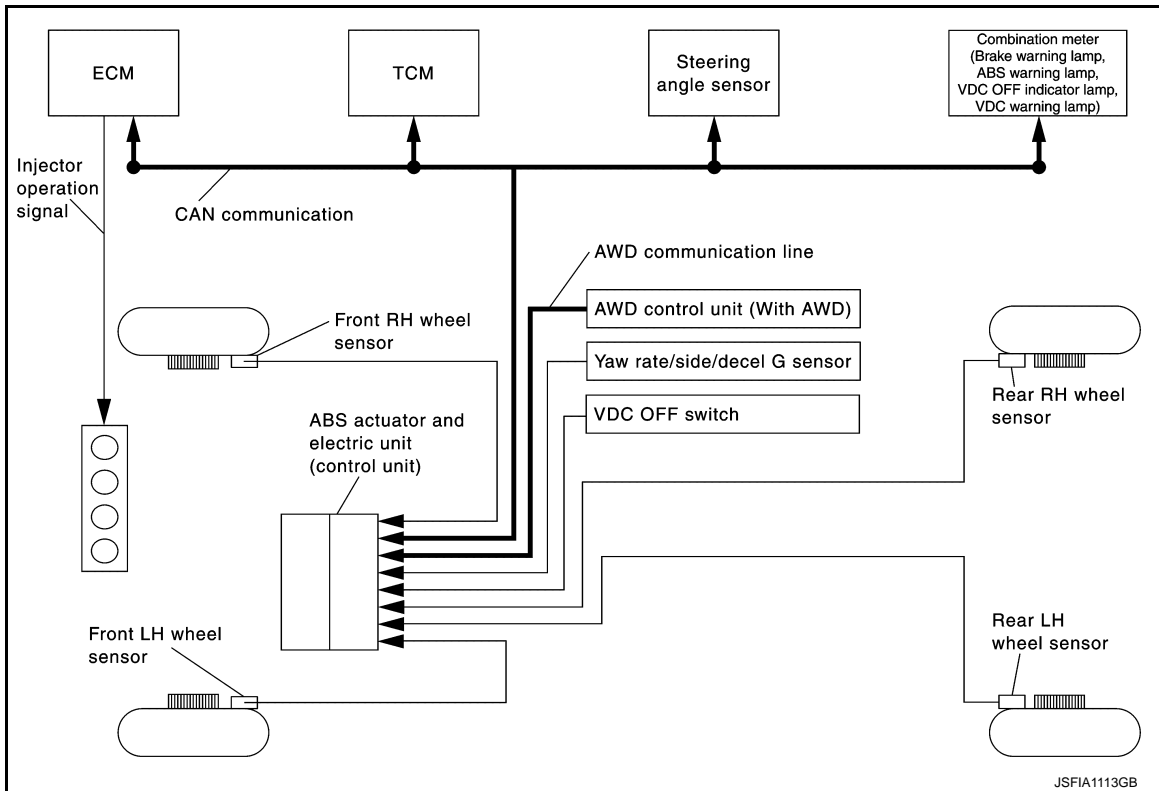 ECM
TCM
Steering
angle sensor
Combination meter
(Brake warning lamp,
ABS warning lamp,
VDC OFF indicator lamp,
VDC warning lamp)
Injector
operation
signal
CAN communication
AWD communication line
AWD control unit (With AWD)
Front RH wheel
sensor
Yaw rate/side/decel G sensor
Rear RH wheel
sensor
VDC OFF switch
ABS actuator and
electric unit
(control unit)
Front LH wheel
sensor
Rear LH
wheel sensor
JSFIA1113GB